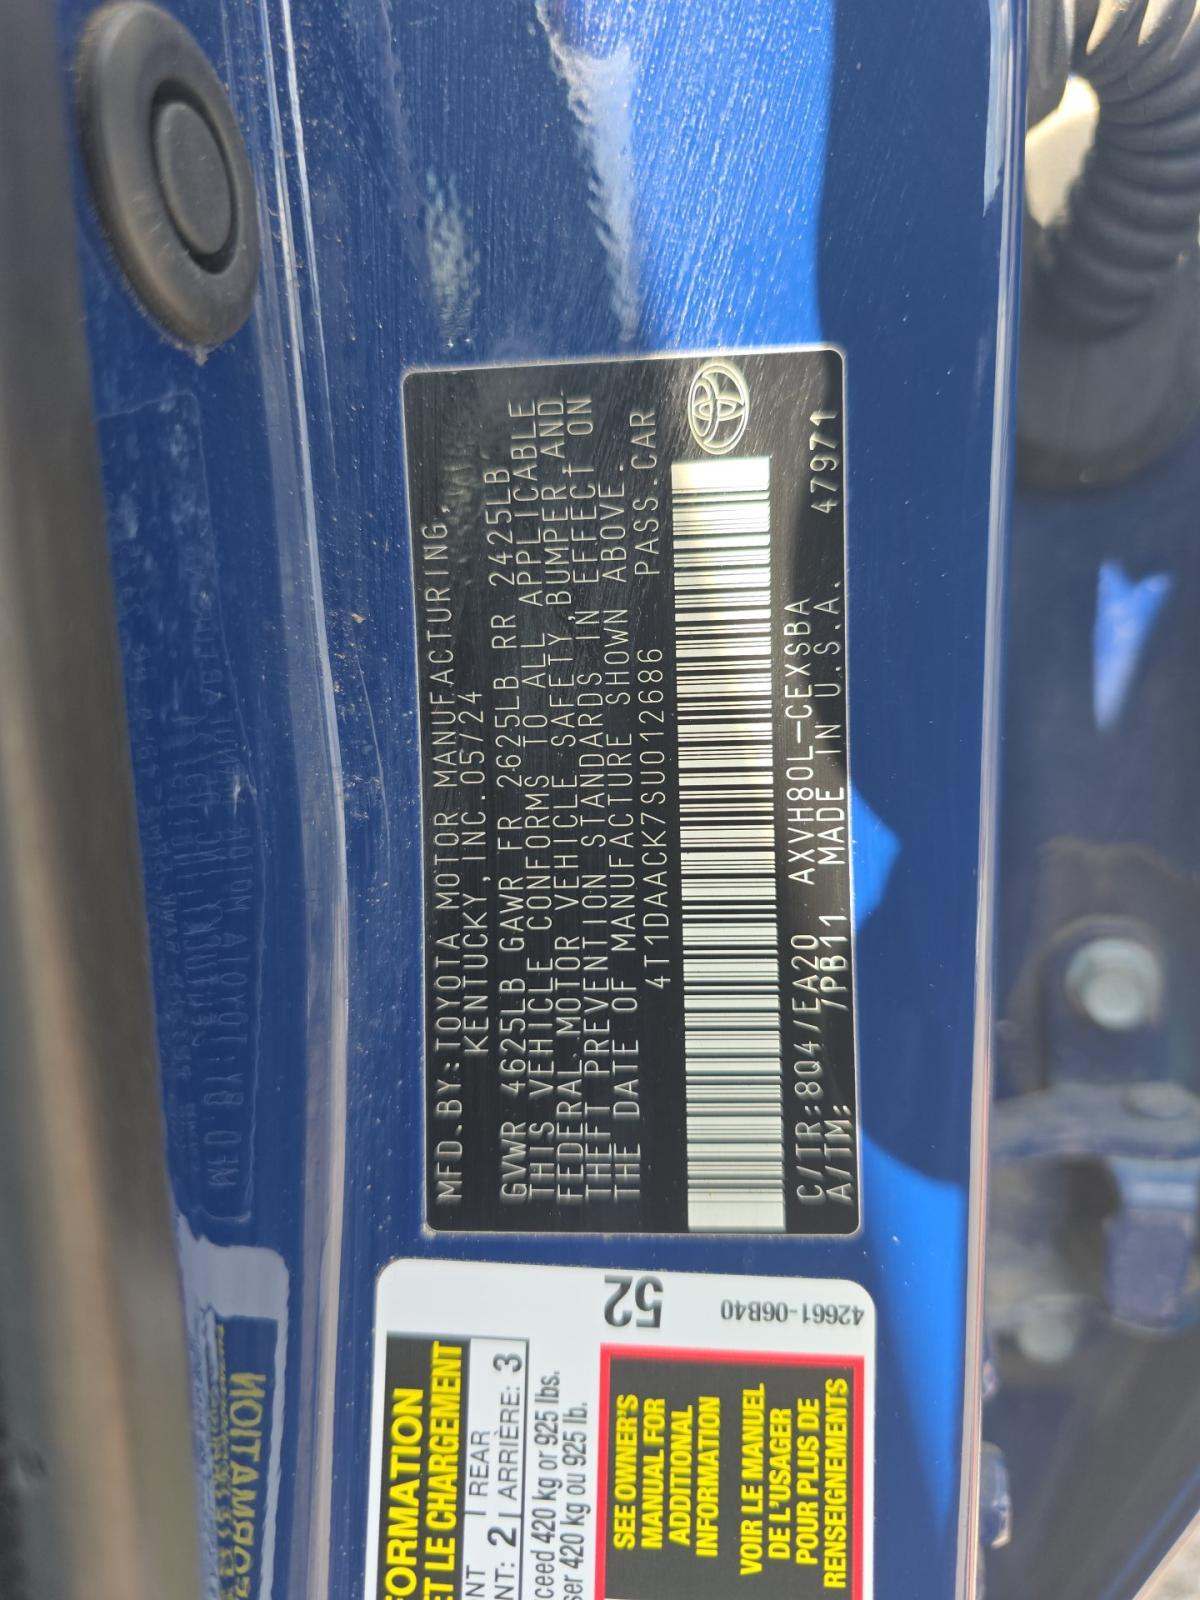 MFD.BY:TOYOTA MOTOR MANUFACTURING,
KENTUCKY,INC.05/24
GVWR 4625LB GAWR FR 2625LB RR 2425LB
THIS VEHICLE CONFORMS TO ALL APPLICABLE
FEDERAL MOTOR VEHICLE SAFETY,BUMPER AND
THEFT PREVENTION STANDARDS IN EFFECT ON
THE DATE OF MANUFACTURE SHOWN ABOVE.
4T1DAACK7SU012686 PASS.CAR
C/TR:8Q4/EA20 AXVH80L-CEXSBA
A/TM: /PB11 MADE IN U.S.A. 47971
52
42661-06B40
FORMATION
ET LE CHARGEMENT
NT | REAR
NT: 2 | ARRIÈRE: 3
ceed 420 kg or 925 lbs.
ser 420 kg ou 925 lb.
SEE OWNER'S
MANUAL FOR
ADDITIONAL
INFORMATION
VOIR LE MANUEL
DE L'USAGER
POUR PLUS DE
RENSEIGNEMENTS